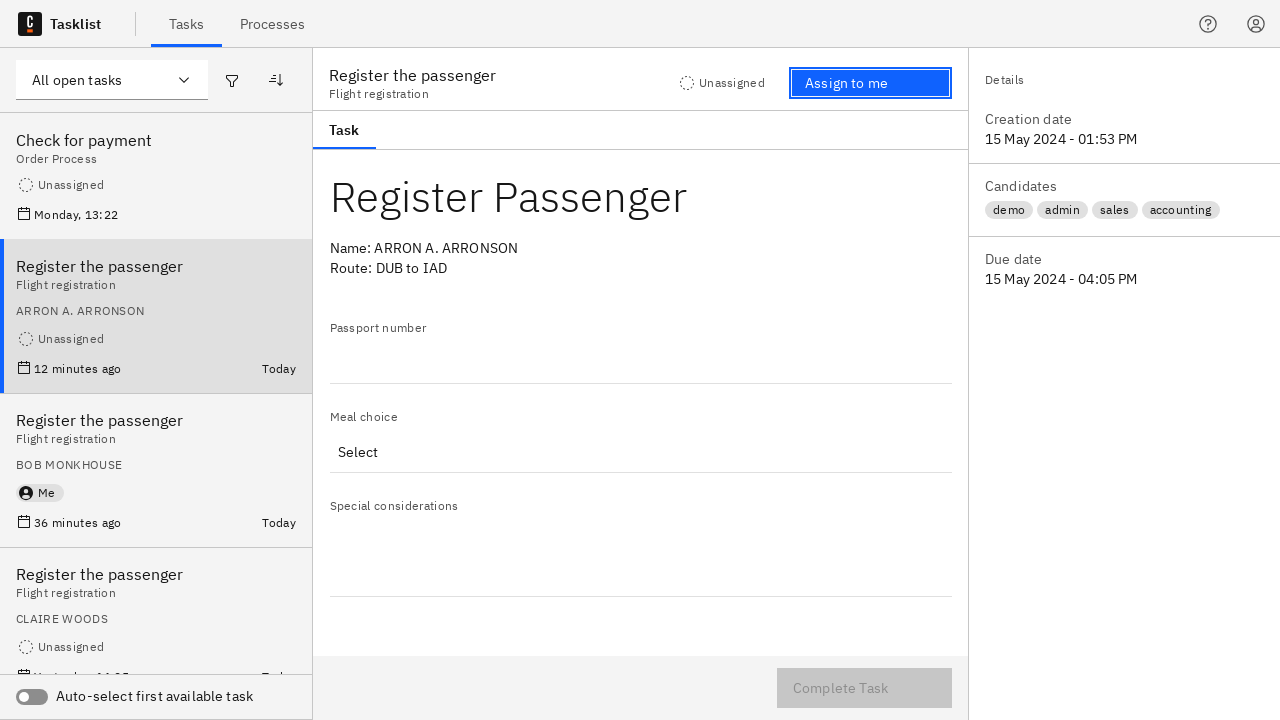 Tasklist
Tasks
Processes
All open tasks
Check for payment
Order Process
Unassigned
Monday, 13:22
Register the passenger
Flight registration
ARRON A. ARRONSON
Unassigned
12 minutes ago
Today
Register the passenger
Flight registration
BOB MONKHOUSE
Me
36 minutes ago
Today
Register the passenger
Flight registration
CLAIRE WOODS
Unassigned
Auto-select first available task
Register the passenger
Flight registration
Unassigned
Assign to me
Task
Register Passenger
Name: ARRON A. ARRONSON
Route: DUB to IAD
Passport number
Meal choice
Select
Special considerations
Complete Task
Details
Creation date
15 May 2024 - 01:53 PM
Candidates
demo
admin
sales
accounting
Due date
15 May 2024 - 04:05 PM